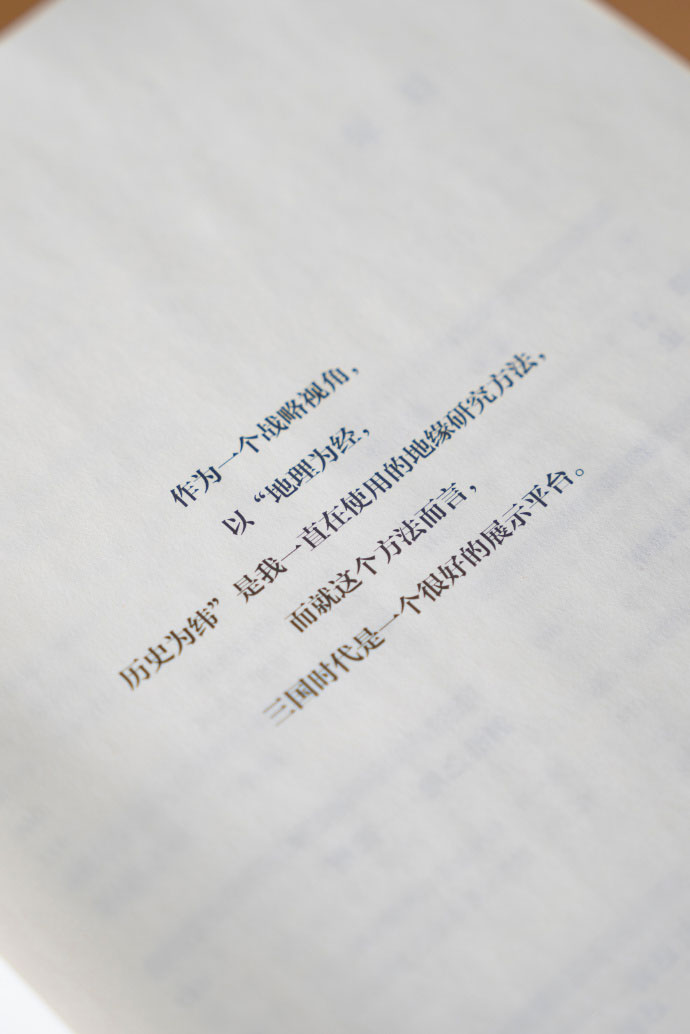 作为一个战略视角，
以“地理为经，
历史为纬”是我一直在使用的地缘研究方法，
而就这个方法而言，
三国时代是一个很好的展示平台。